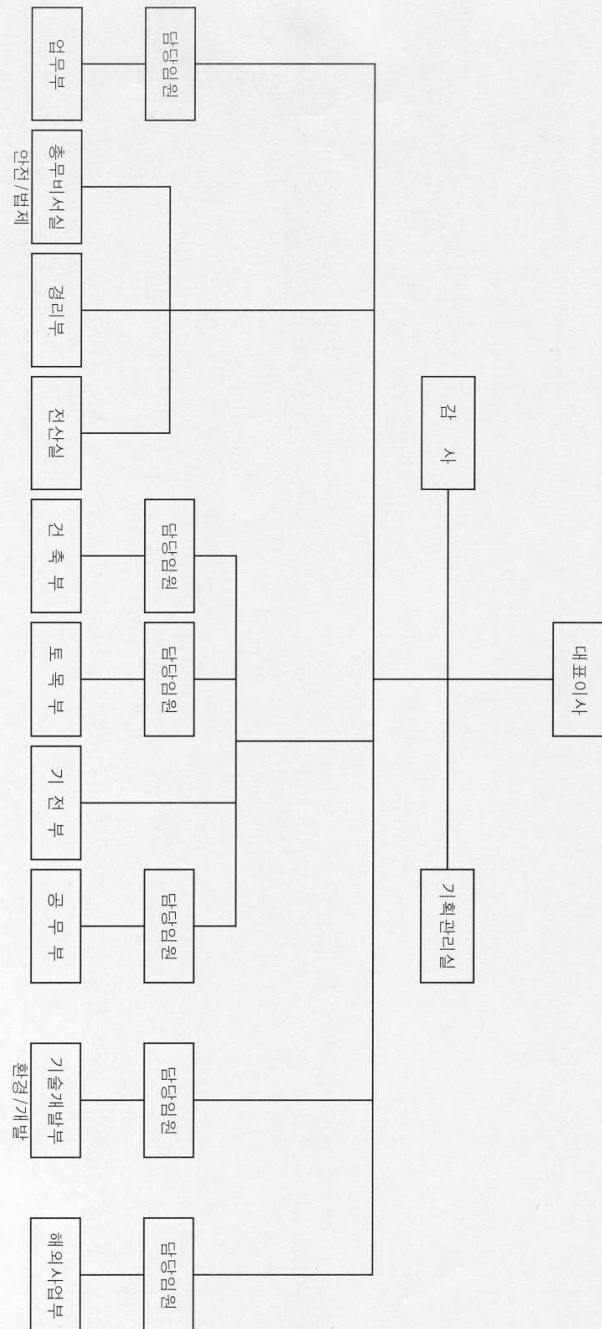 대표이사
감 사
기획관리실
담당임원
담당임원
담당임원
담당임원
담당임원
담당임원
업무부
총무비서실
안전/법제
경리부
전산실
건 축 부
토 목 부
기 전 부
공 무 부
기술개발부
환경/개발
해외사업부